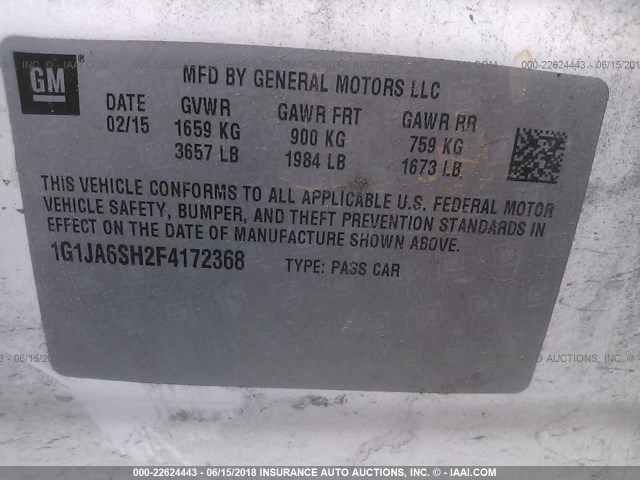 GM
MFD BY GENERAL MOTORS LLC
DATE GVWR GAWR FRT GAWR RR
02/15 1659 KG 900 KG 759 KG
3657 LB 1984 LB 1673 LB
THIS VEHICLE CONFORMS TO ALL APPLICABLE U.S. FEDERAL MOTOR
VEHICLE SAFETY, BUMPER, AND THEFT PREVENTION STANDARDS IN
EFFECT ON THE DATE OF MANUFACTURE SHOWN ABOVE.
1G1JA6SH2F4172368 TYPE: PASS CAR
000-22624443 - 06/15/2018 INSURANCE AUTO AUCTIONS, INC. - IAAI.COM